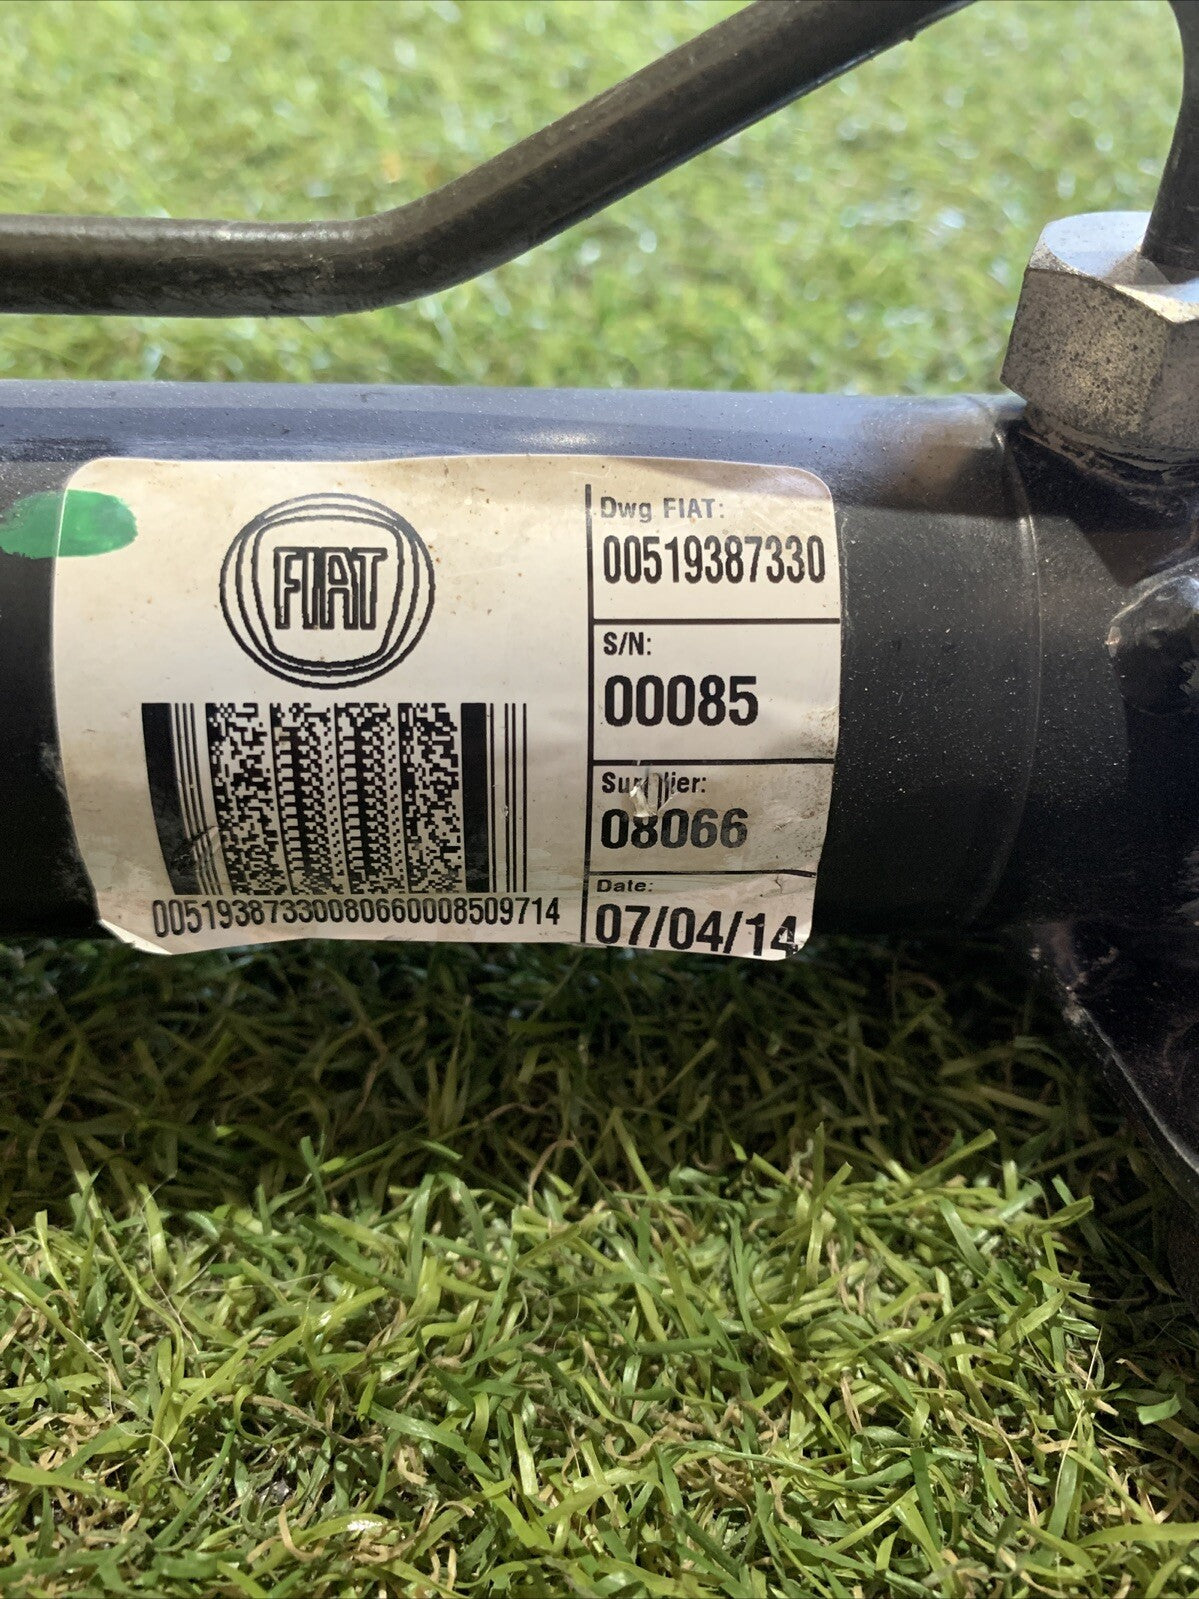 FIAT
Dwg FIAT:
00519387330
S/N:
00085
Supplier:
08066
Date:
07/04/14
00519387330080660008509714